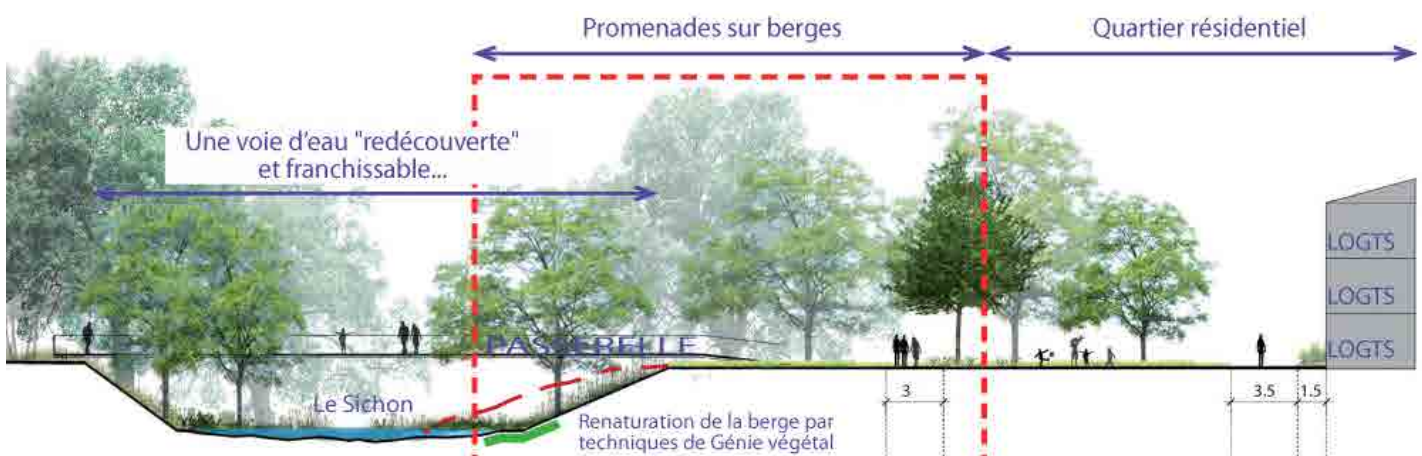 Promenades sur berges
Quartier résidentiel
Une voie d'eau "redécouverte"
et franchissable...
LOGTS
LOGTS
PASSERELLE
LOGTS
3
3.5
1.5
Le Sichon
Renaturation de la berge par
techniques de Génie végétal